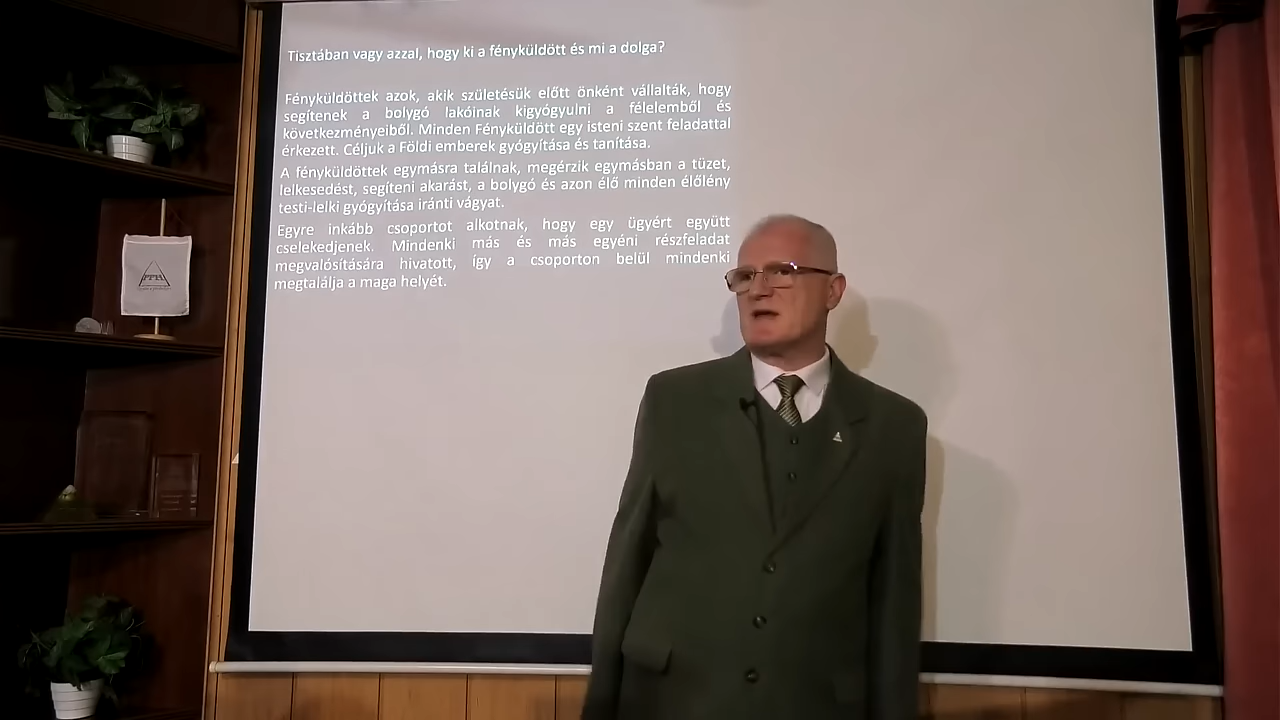 Tisztában vagy azzal, hogy ki a fényküldött és mi a dolga?
Fényküldöttek azok, akik születésük előtt önként vállalták, hogy
segítenek a bolygó lakóinak kigyógyulni a félelemből és
következményeiből. Minden Fényküldött egy isteni szent feladattal
érkezett. Céljuk a Földi emberek gyógyítása és tanítása.
A fényküldöttek egymásra találnak, megérzik egymásban a tüzet,
lelkesedést, segíteni akarást, a bolygó és azon élő minden élőlény
testi-lelki gyógyítása iránti vágyat.
Egyre inkább csoportot alkotnak, hogy egy ügyért együtt
cselekedjenek. Mindenki más és más egyéni részfeladat
megvalósítására hivatott, így a csoporton belül mindenki
megtalálja a maga helyét.